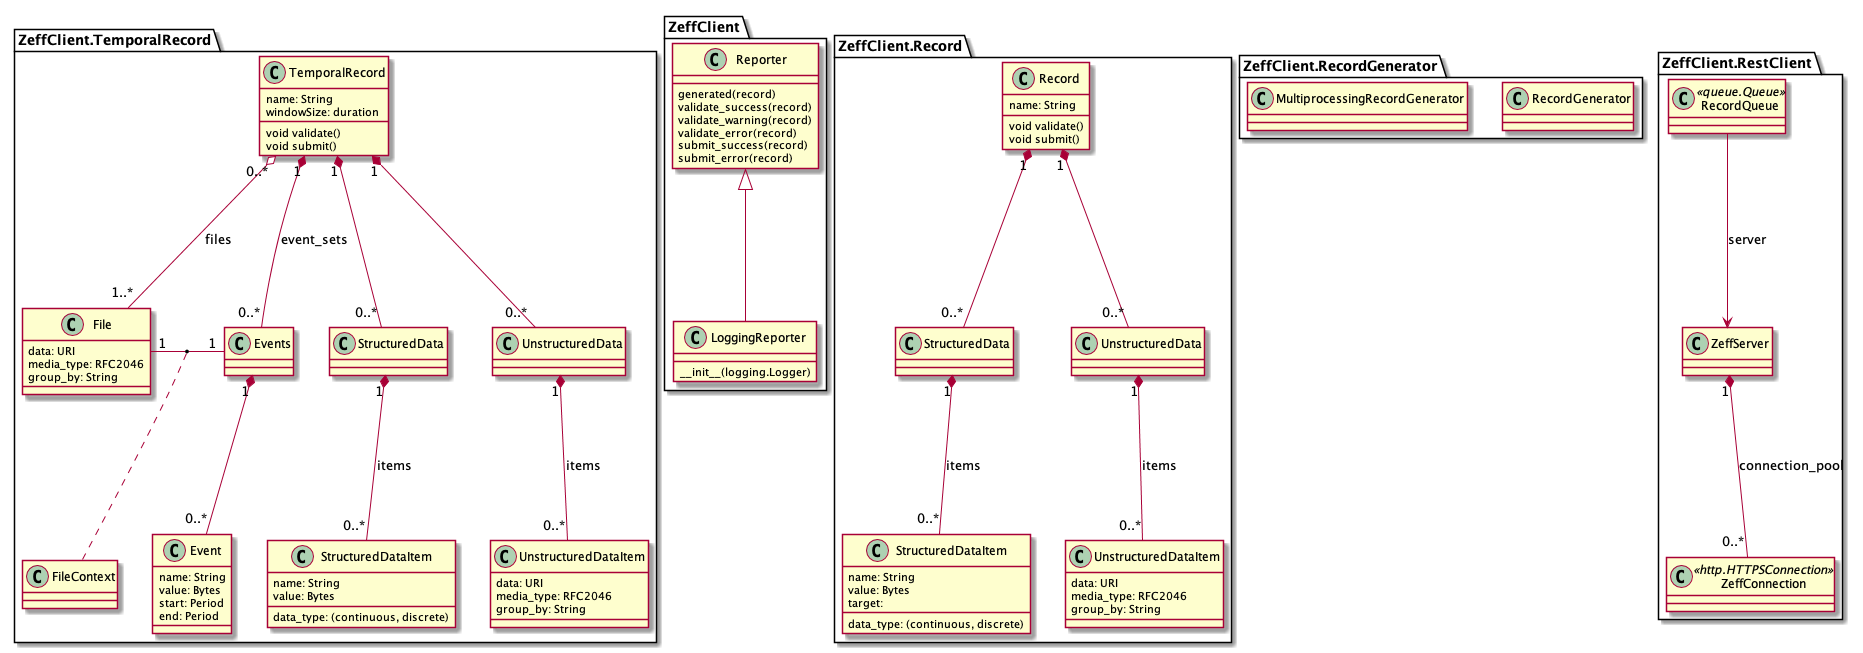 ZeffClient.TemporalRecord
C TemporalRecord
name: String
windowSize: duration
void validate()
void submit()
0..*
1
1
1
files
event_sets
1..*
0..*
0..*
0..*
C File
data: URI
media_type: RFC2046
group_by: String
1
1
C Events
C StructuredData
C UnstructuredData
1
1
1
items
items
0..*
0..*
0..*
C FileContext
C Event
name: String
value: Bytes
start: Period
end: Period
C StructuredDataItem
name: String
value: Bytes
data_type: (continuous, discrete)
C UnstructuredDataItem
data: URI
media_type: RFC2046
group_by: String
ZeffClient
C Reporter
generated(record)
validate_success(record)
validate_warning(record)
validate_error(record)
submit_success(record)
submit_error(record)
C LoggingReporter
__init__(logging.Logger)
ZeffClient.Record
C Record
name: String
void validate()
void submit()
1
1
0..*
0..*
C StructuredData
C UnstructuredData
1
1
items
items
0..*
0..*
C StructuredDataItem
name: String
value: Bytes
target:
data_type: (continuous, discrete)
C UnstructuredDataItem
data: URI
media_type: RFC2046
group_by: String
ZeffClient.RecordGenerator
C MultiprocessingRecordGenerator
C RecordGenerator
ZeffClient.RestClient
C «queue.Queue»
RecordQueue
server
C ZeffServer
1
connection_pool
0..*
C «http.HTTPSConnection»
ZeffConnection